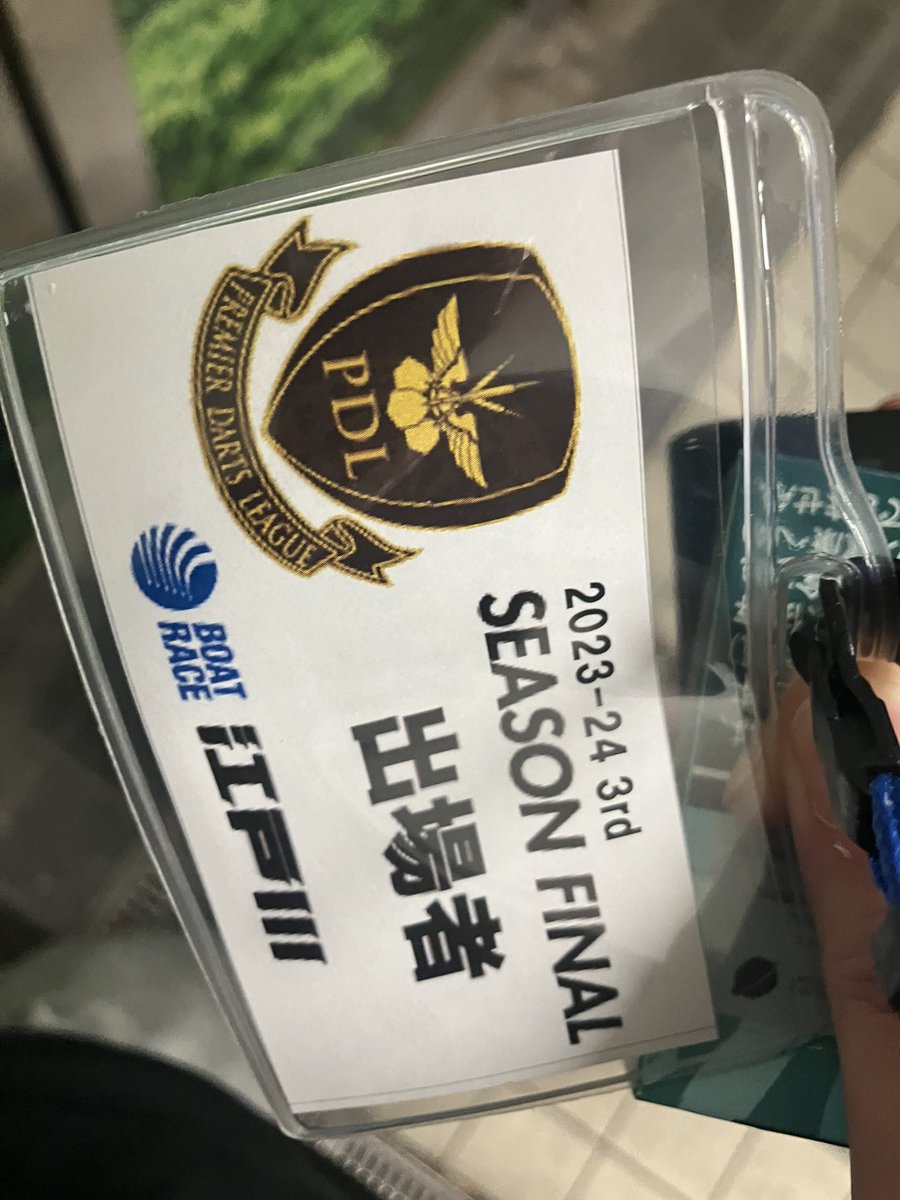 2023-24 3rd
SEASON FINAL
出場者
PDL
PREMIER DARTS LEAGUE
BOAT
RACE
江戸川